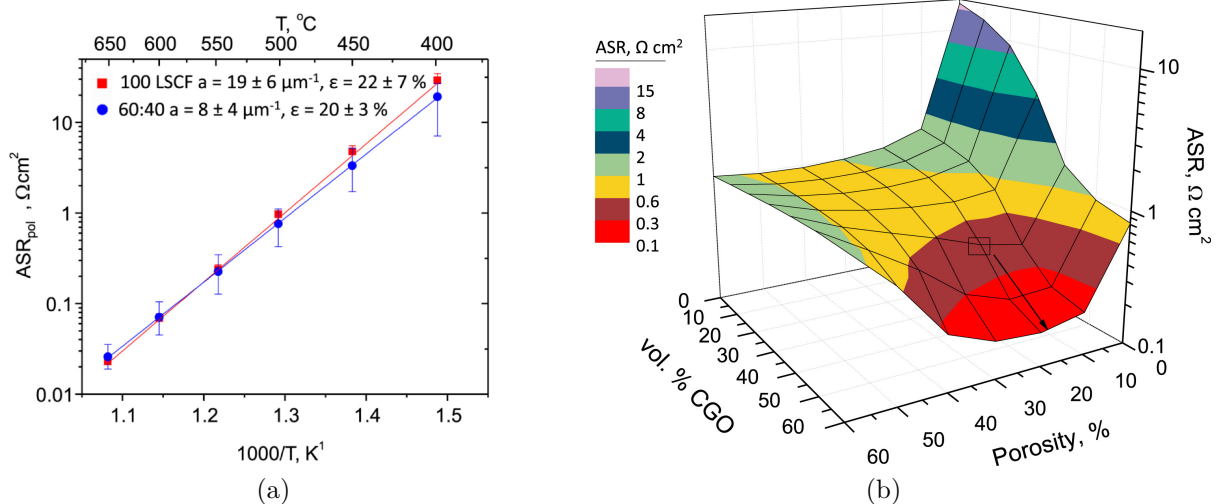 T, °C
650 600 550 500 450 400
100 LSCF a = 19 ± 6 µm⁻¹, ε = 22 ± 7 %
60:40 a = 8 ± 4 µm⁻¹, ε = 20 ± 3 %
10
1
0.1
0.01
ASR_pol , Ω cm²
1.1 1.2 1.3 1.4 1.5
1000/T, K¹
(a)
ASR, Ω cm²
15
8
4
2
1
0.6
0.3
0.1
10
1
0.1
ASR, Ω cm²
0
10
20
30
40
50
60
vol. % CGO
60
50
40
30
20
10
0
Porosity, %
(b)